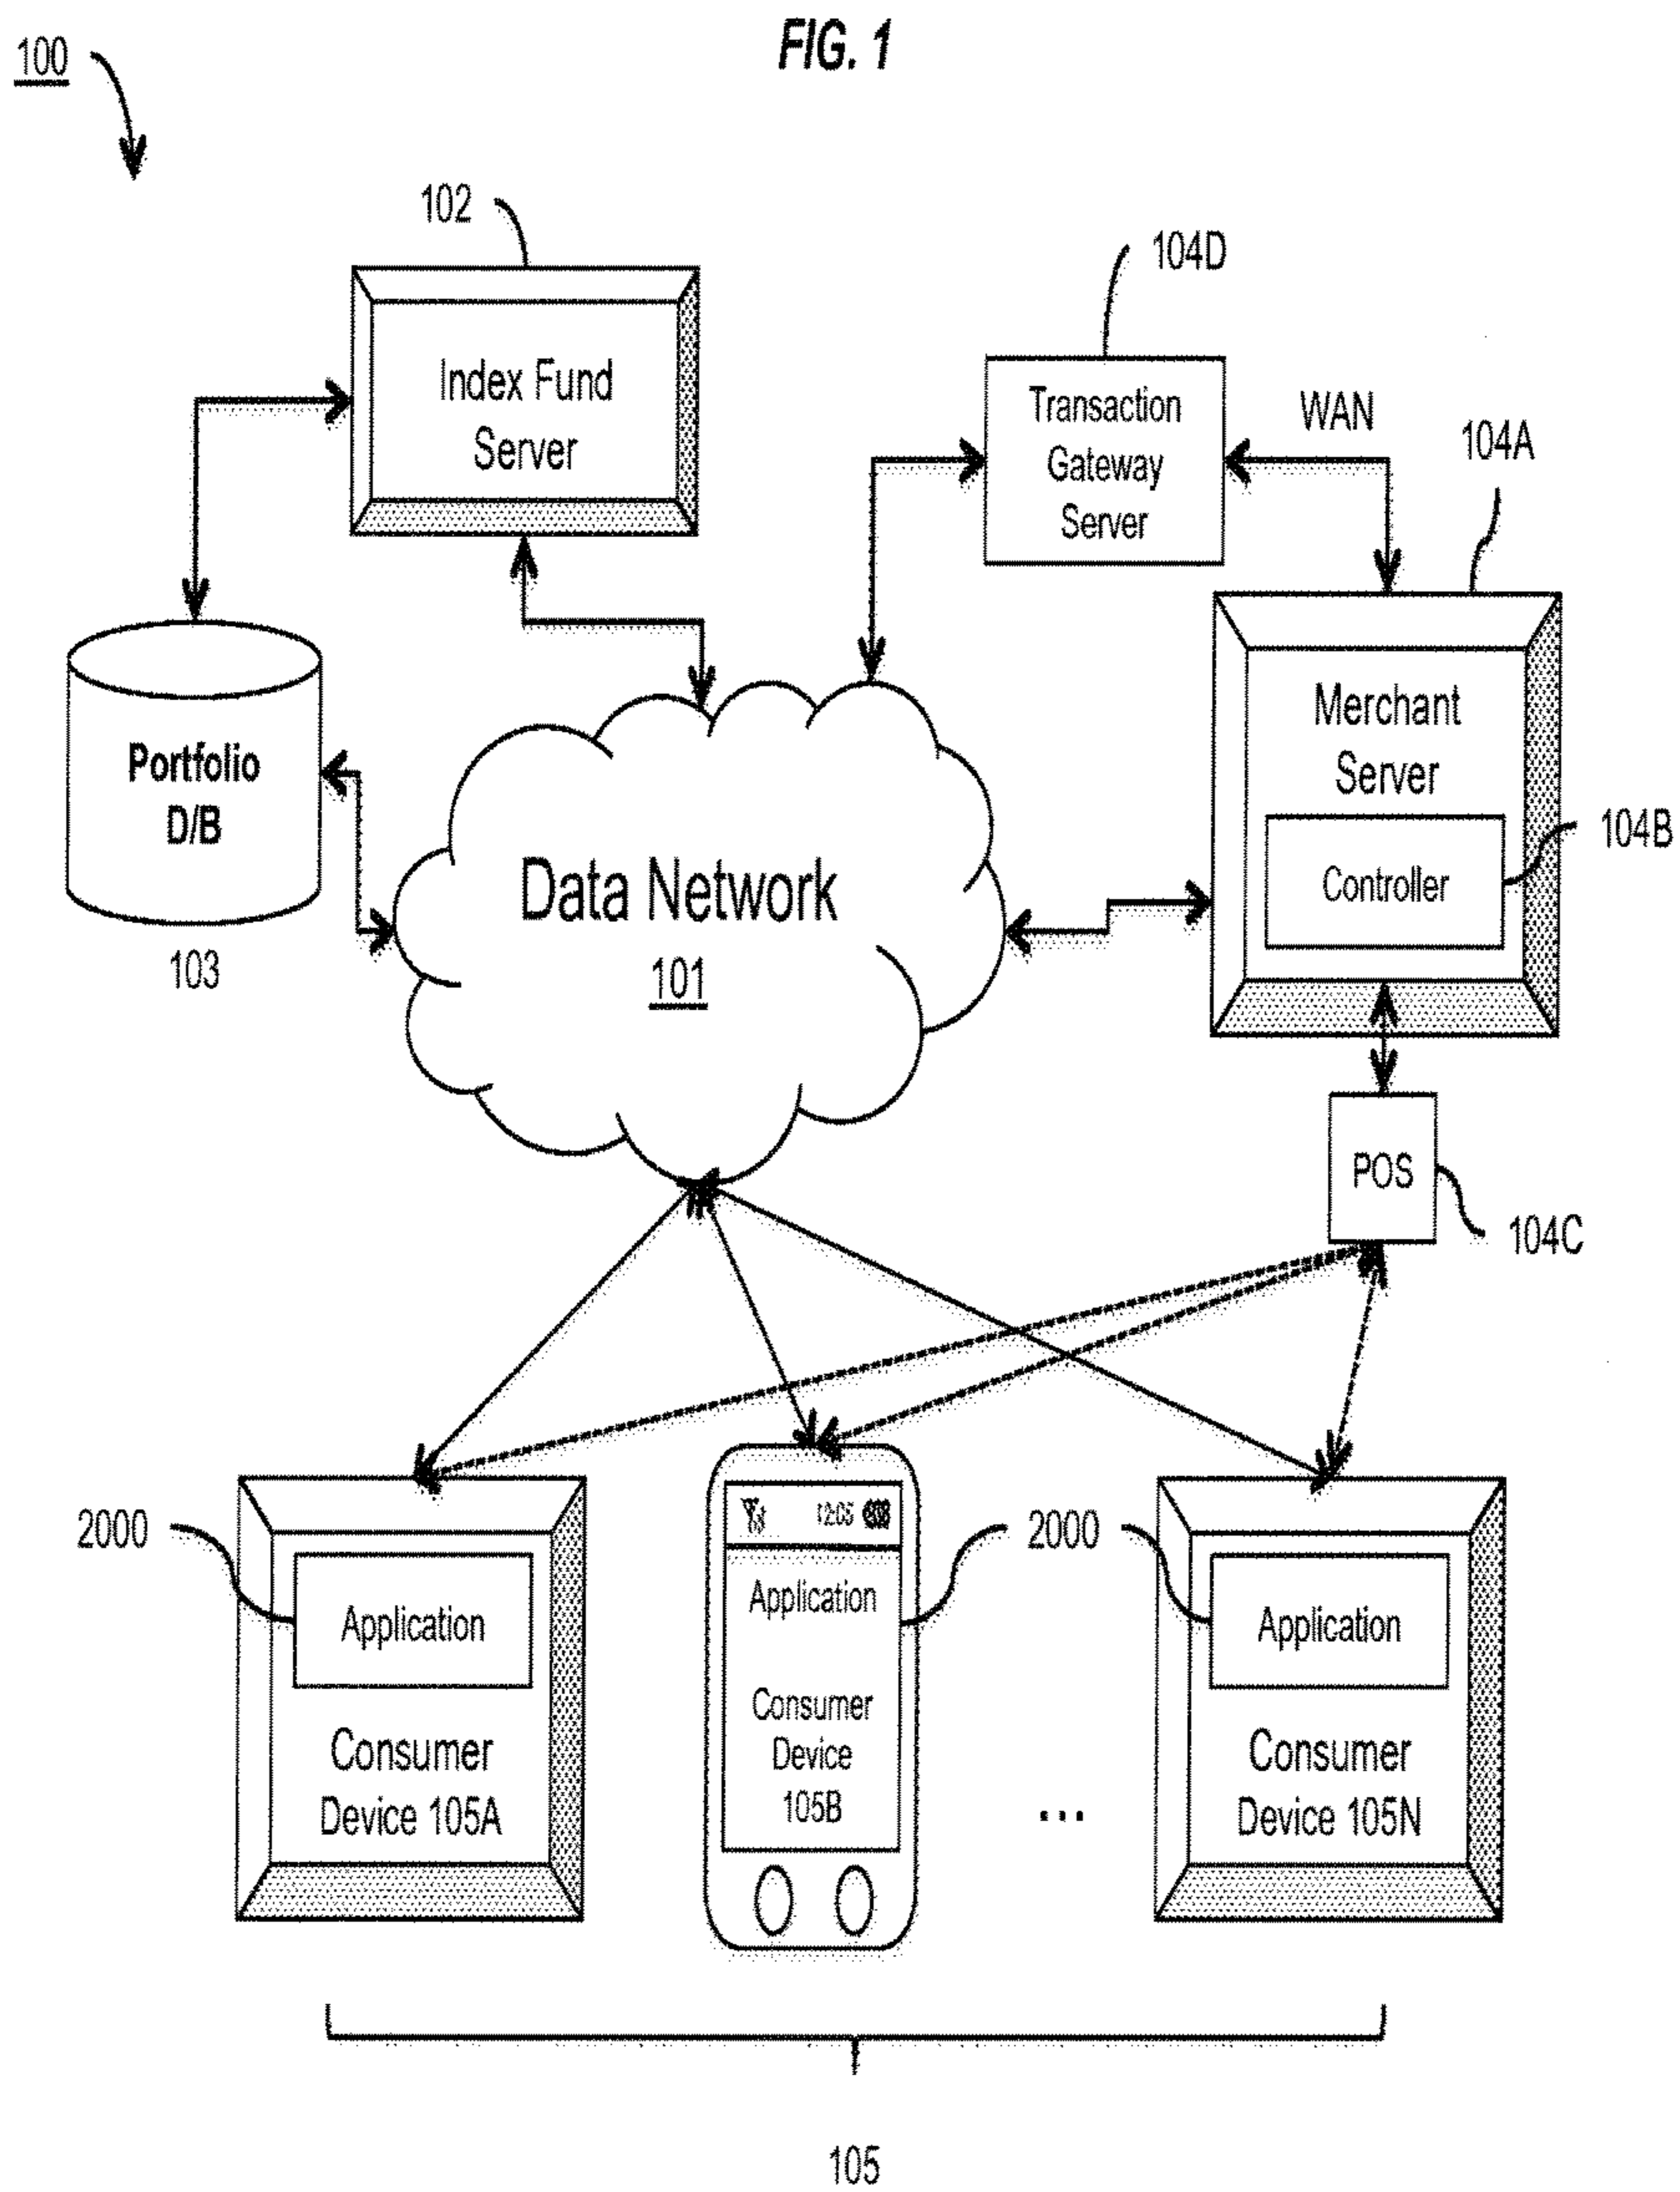 FIG. 1
100
102
104D
Index Fund
Server
Transaction
Gateway
Server
WAN
104A
Portfolio
D/B
103
Data Network
101
Merchant
Server
Controller
104B
POS
104C
2000
Application
Consumer
Device 105A
12:05
Application
Consumer
Device
105B
2000
...
Application
Consumer
Device 105N
105